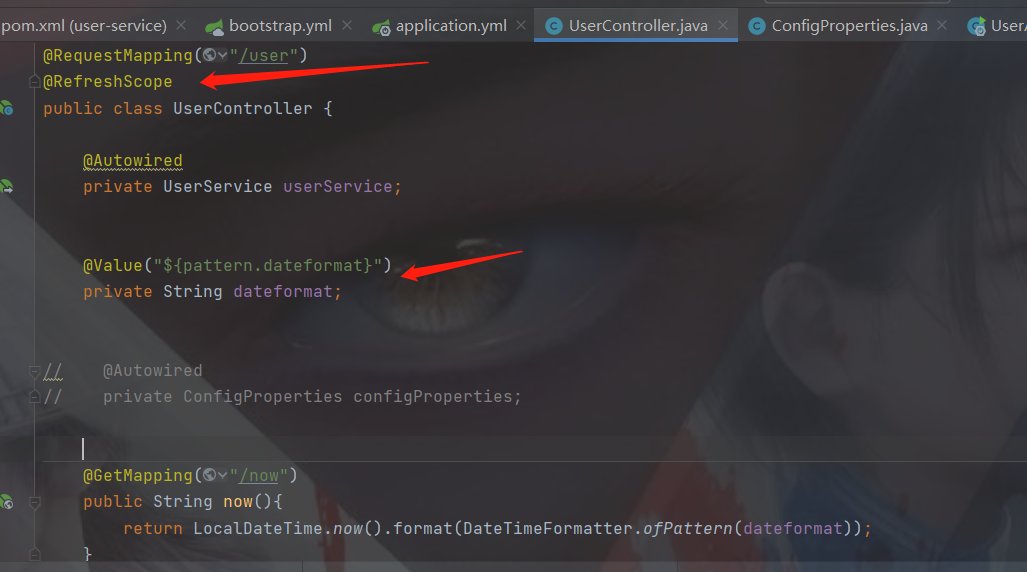 pom.xml (user-service) bootstrap.yml application.yml UserController.java ConfigProperties.java User
@RequestMapping("/user")
@RefreshScope
public class UserController {
@Autowired
private UserService userService;
@Value("${pattern.dateformat}")
private String dateformat;
// @Autowired
// private ConfigProperties configProperties;
@GetMapping("/now")
public String now(){
return LocalDateTime.now().format(DateTimeFormatter.ofPattern(dateformat));
}